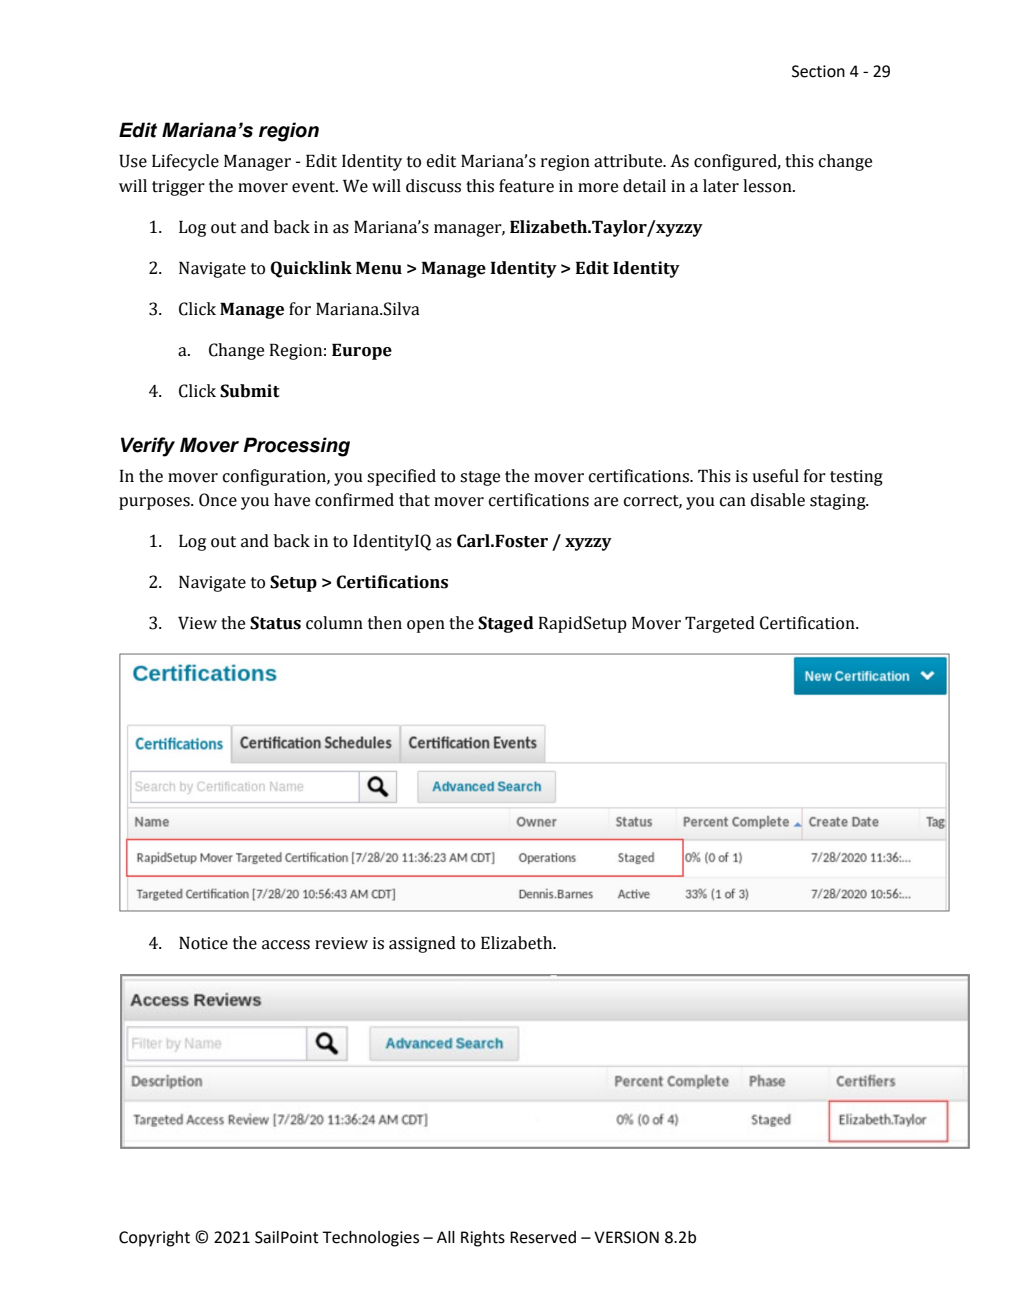 Section 4 - 29
Edit Mariana’s region
Use Lifecycle Manager - Edit Identity to edit Mariana’s region attribute. As configured, this change
will trigger the mover event. We will discuss this feature in more detail in a later lesson.
1. Log out and back in as Mariana’s manager, Elizabeth.Taylor/xyzzy
2. Navigate to Quicklink Menu > Manage Identity > Edit Identity
3. Click Manage for Mariana.Silva
a. Change Region: Europe
4. Click Submit
Verify Mover Processing
In the mover configuration, you specified to stage the mover certifications. This is useful for testing
purposes. Once you have confirmed that mover certifications are correct, you can disable staging.
1. Log out and back in to IdentityIQ as Carl.Foster / xyzzy
2. Navigate to Setup > Certifications
3. View the Status column then open the Staged RapidSetup Mover Targeted Certification.
Certifications
New Certification
Certifications Certification Schedules Certification Events
Search by Certification Name Advanced Search
Name Owner Status Percent Complete Create Date Tag
RapidSetup Mover Targeted Certification [7/28/20 11:36:23 AM CDT] Operations Staged 0% (0 of 1) 7/28/2020 11:36:...
Targeted Certification [7/28/20 10:56:43 AM CDT] Dennis.Barnes Active 33% (1 of 3) 7/28/2020 10:56:...
4. Notice the access review is assigned to Elizabeth.
Access Reviews
Filter by Name Advanced Search
Description Percent Complete Phase Certifiers
Targeted Access Review [7/28/20 11:36:24 AM CDT] 0% (0 of 4) Staged Elizabeth.Taylor
Copyright © 2021 SailPoint Technologies – All Rights Reserved – VERSION 8.2b